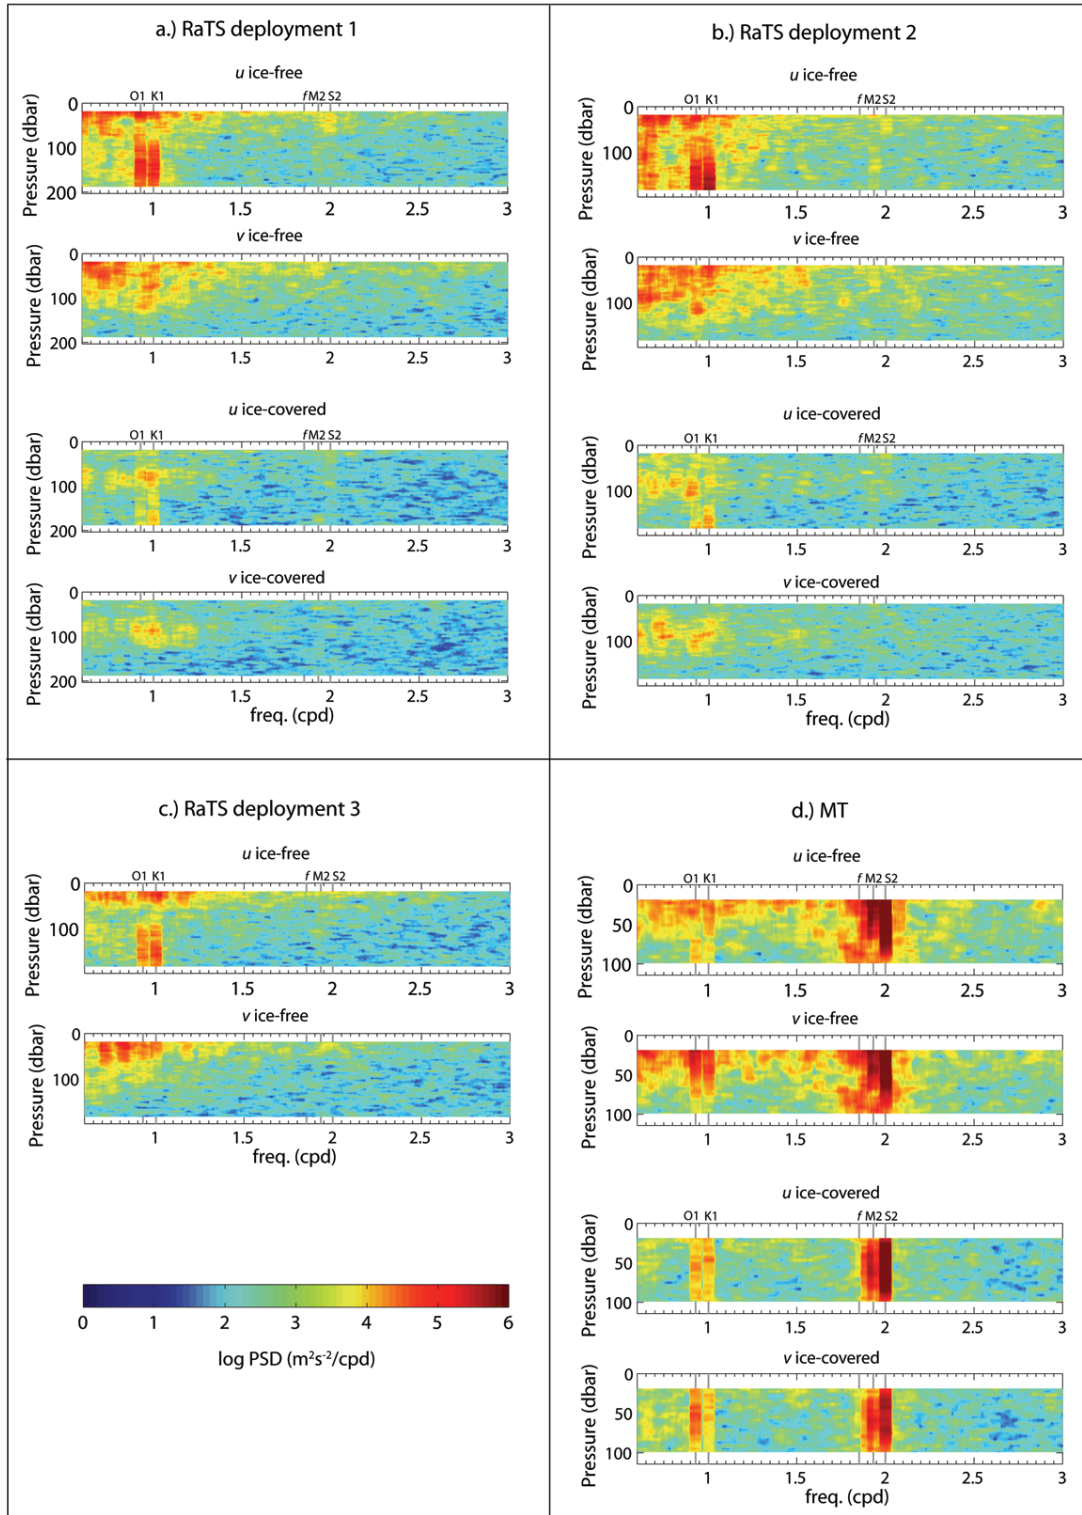 a.) RaTS deployment 1
u ice-free
O1 K1 f M2 S2
Pressure (dbar)
0
100
200
1 1.5 2 2.5 3
v ice-free
Pressure (dbar)
0
100
200
1 1.5 2 2.5 3
u ice-covered
O1 K1 f M2 S2
Pressure (dbar)
0
100
200
1 1.5 2 2.5 3
v ice-covered
Pressure (dbar)
0
100
200
1 1.5 2 2.5 3
freq. (cpd)
b.) RaTS deployment 2
u ice-free
O1 K1 f M2 S2
Pressure (dbar)
0
100
1 1.5 2 2.5 3
v ice-free
Pressure (dbar)
0
100
1 1.5 2 2.5 3
u ice-covered
O1 K1 f M2 S2
Pressure (dbar)
0
100
1 1.5 2 2.5 3
v ice-covered
Pressure (dbar)
0
100
1 1.5 2 2.5 3
freq. (cpd)
c.) RaTS deployment 3
u ice-free
O1 K1 f M2 S2
Pressure (dbar)
0
100
1 1.5 2 2.5 3
v ice-free
Pressure (dbar)
0
100
1 1.5 2 2.5 3
freq. (cpd)
0 1 2 3 4 5 6
log PSD (m²s⁻²/cpd)
d.) MT
u ice-free
O1 K1 f M2 S2
Pressure (dbar)
0
50
100
1 1.5 2 2.5 3
v ice-free
Pressure (dbar)
0
50
100
1 1.5 2 2.5 3
u ice-covered
O1 K1 f M2 S2
Pressure (dbar)
0
50
100
1 1.5 2 2.5 3
v ice-covered
Pressure (dbar)
0
50
100
1 1.5 2 2.5 3
freq. (cpd)